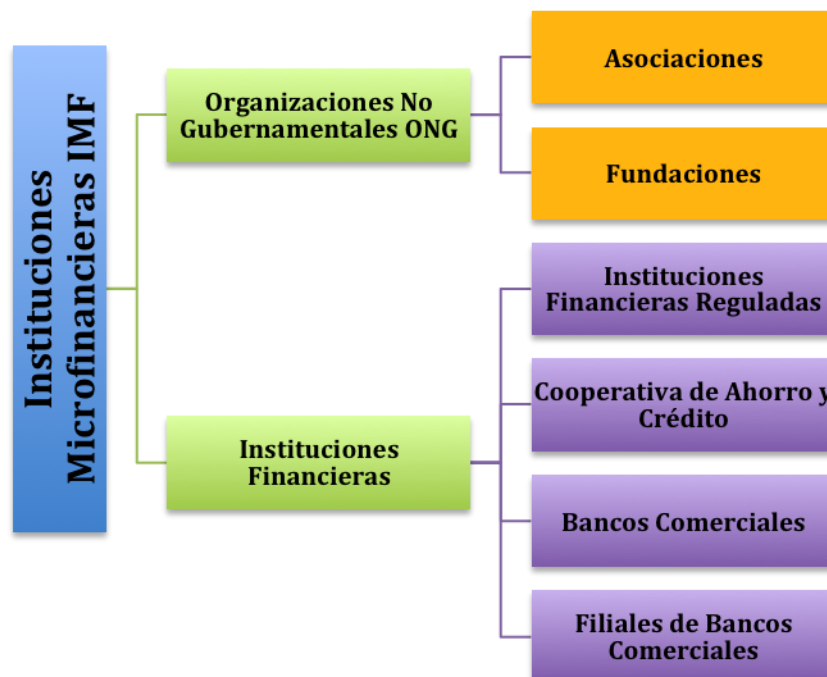 Instituciones
Microfinancieras IMF
Organizaciones No
Gubernamentales ONG
Asociaciones
Fundaciones
Instituciones
Financieras
Instituciones
Financieras Reguladas
Cooperativa de Ahorro y
Crédito
Bancos Comerciales
Filiales de Bancos
Comerciales